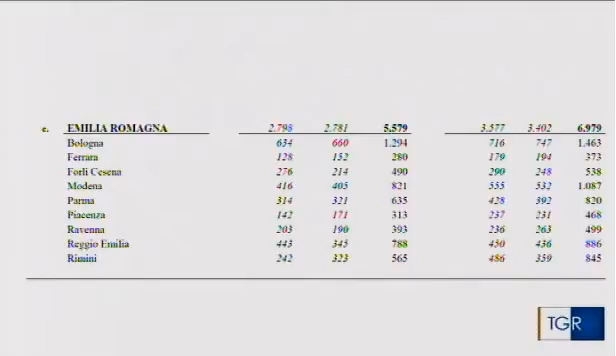 e. EMILIA ROMAGNA 2.798 2.781 5.579 3.577 3.402 6.979
Bologna 634 660 1.294 716 747 1.463
Ferrara 128 152 280 179 194 373
Forlì Cesena 276 214 490 290 248 538
Modena 416 405 821 555 532 1.087
Parma 314 321 635 428 392 820
Piacenza 142 171 313 237 231 468
Ravenna 203 190 393 236 263 499
Reggio Emilia 443 345 788 450 436 886
Rimini 242 323 565 486 359 845
TGR